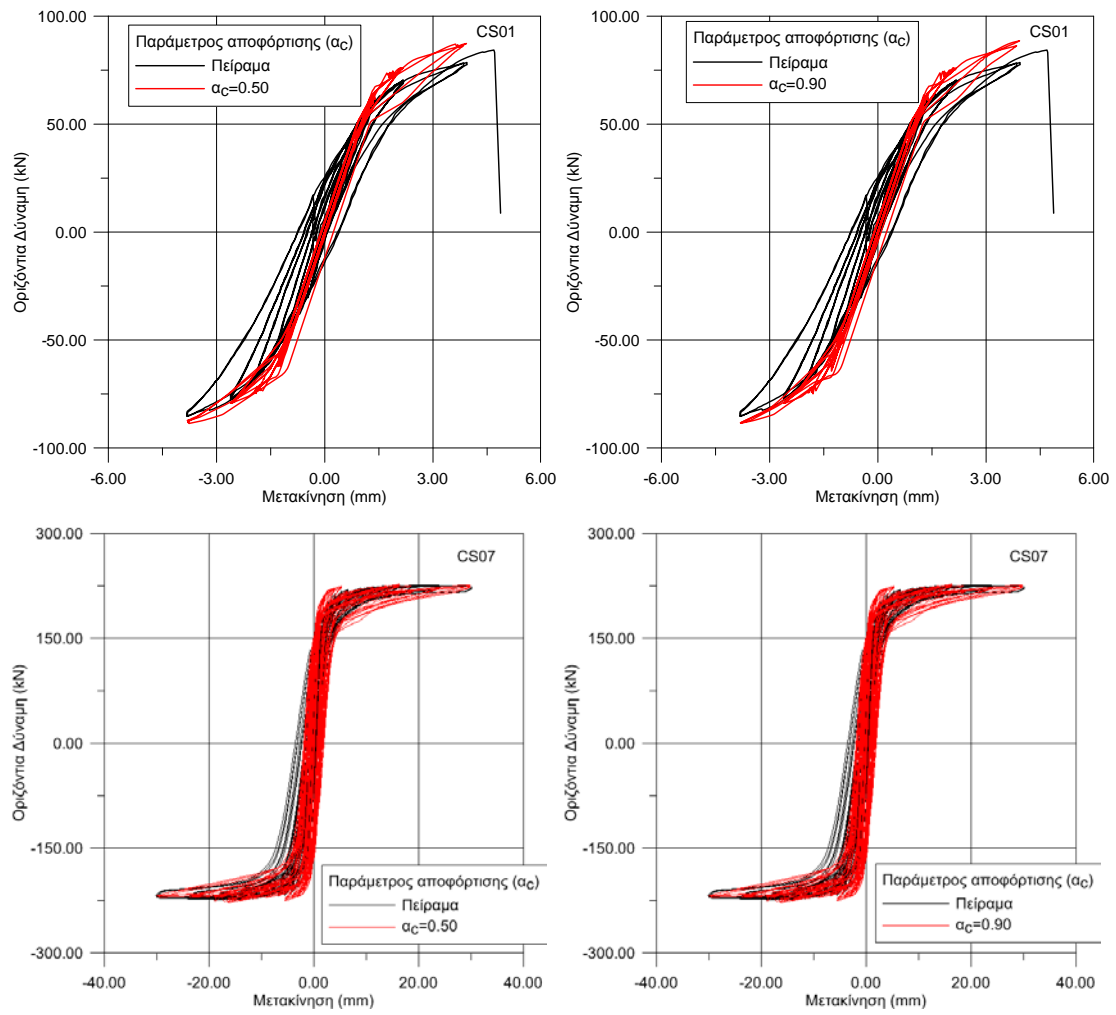 CS01
Παράμετρος αποφόρτισης (αc)
Πείραμα
αc=0.50
Οριζόντια Δύναμη (kN)
100.00
50.00
0.00
-50.00
-100.00
-6.00 -3.00 0.00 3.00 6.00
Μετακίνηση (mm)
CS01
Παράμετρος αποφόρτισης (αc)
Πείραμα
αc=0.90
Οριζόντια Δύναμη (kN)
100.00
50.00
0.00
-50.00
-100.00
-6.00 -3.00 0.00 3.00 6.00
Μετακίνηση (mm)
CS07
Οριζόντια Δύναμη (kN)
300.00
150.00
0.00
-150.00
-300.00
Παράμετρος αποφόρτισης (αc)
Πείραμα
αc=0.50
-40.00 -20.00 0.00 20.00 40.00
Μετακίνηση (mm)
CS07
Οριζόντια Δύναμη (kN)
300.00
150.00
0.00
-150.00
-300.00
Παράμετρος αποφόρτισης (αc)
Πείραμα
αc=0.90
-40.00 -20.00 0.00 20.00 40.00
Μετακίνηση (mm)